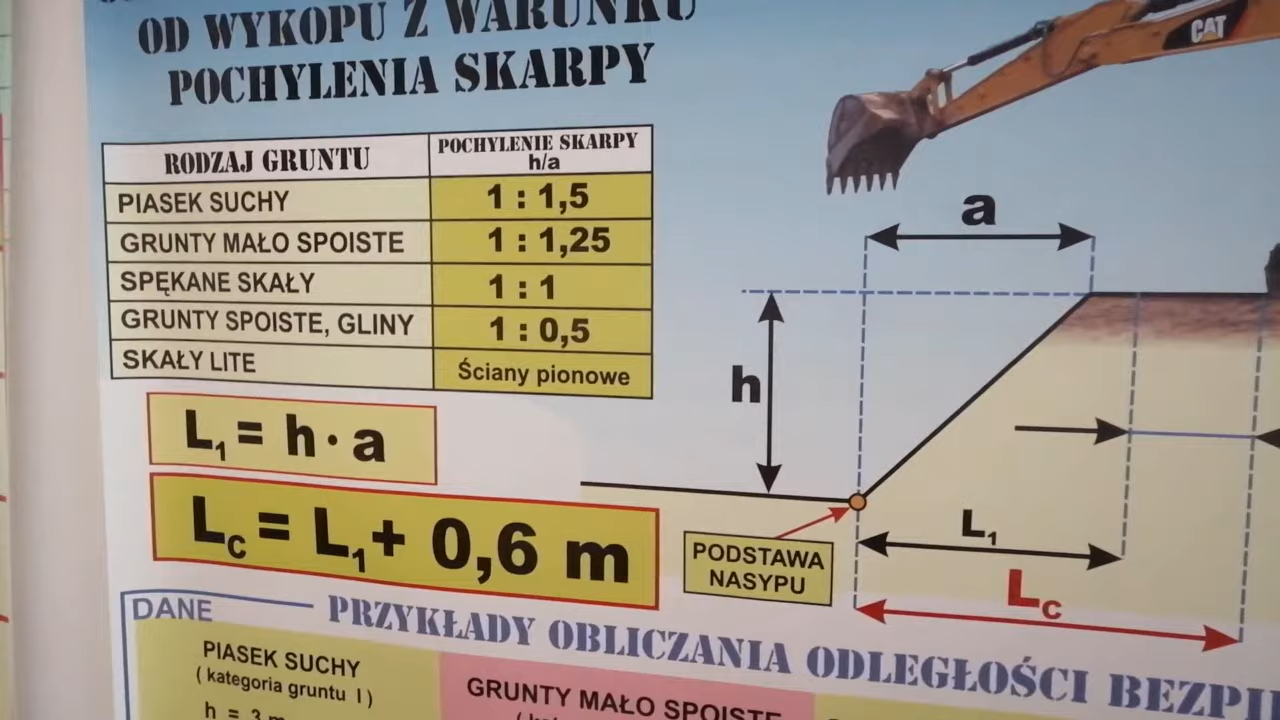 OD WYKOPU Z WARUNKU
POCHYLENIA SKARPY
RODZAJ GRUNTU
POCHYLENIE SKARPY
h/a
PIASEK SUCHY
1 : 1,5
GRUNTY MAŁO SPOISTE
1 : 1,25
SPĘKANE SKAŁY
1 : 1
GRUNTY SPOISTE, GLINY
1 : 0,5
SKAŁY LITE
Ściany pionowe
L₁ = h · a
Lc = L₁ + 0,6 m
CAT
a
h
L₁
Lc
PODSTAWA
NASYPU
DANE
PRZYKŁADY OBLICZANIA ODLEGŁOŚCI
PIASEK SUCHY
( kategoria gruntu I )
h = 3 m
GRUNTY MAŁO SPOISTE